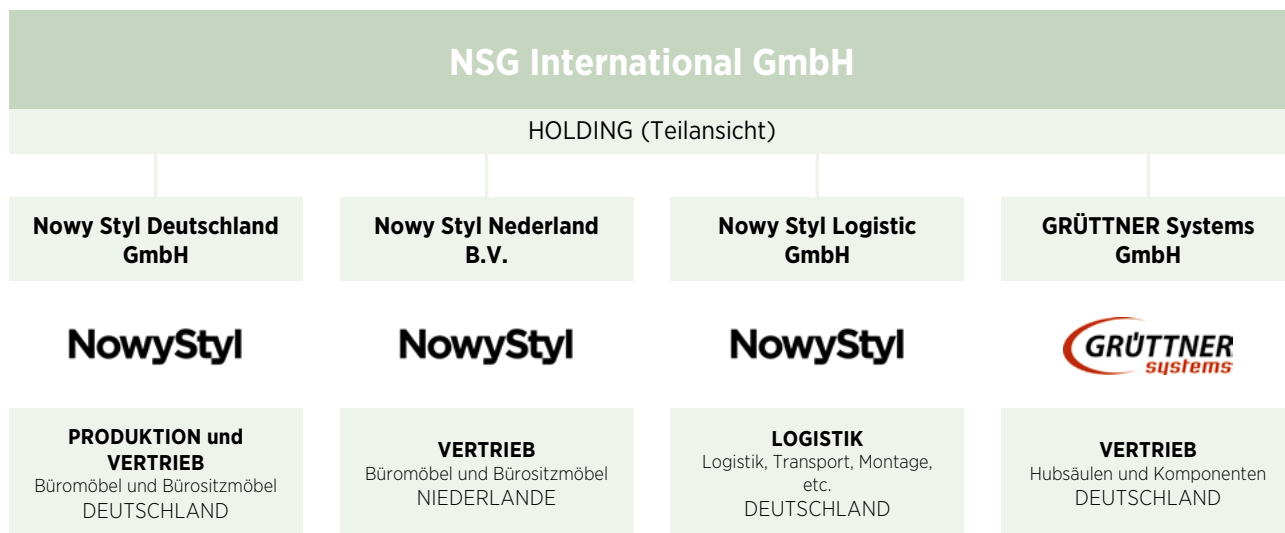 NSG International GmbH
HOLDING (Teilansicht)
Nowy Styl Deutschland
GmbH
Nowy Styl Nederland
B.V.
Nowy Styl Logistic
GmbH
GRÜTTNER Systems
GmbH
NowyStyl
NowyStyl
NowyStyl
GRÜTTNER
systems
PRODUKTION und
VERTRIEB
Büromöbel und Bürositzmöbel
DEUTSCHLAND
VERTRIEB
Büromöbel und Bürositzmöbel
NIEDERLANDE
LOGISTIK
Logistik, Transport, Montage,
etc.
DEUTSCHLAND
VERTRIEB
Hubsäulen und Komponenten
DEUTSCHLAND